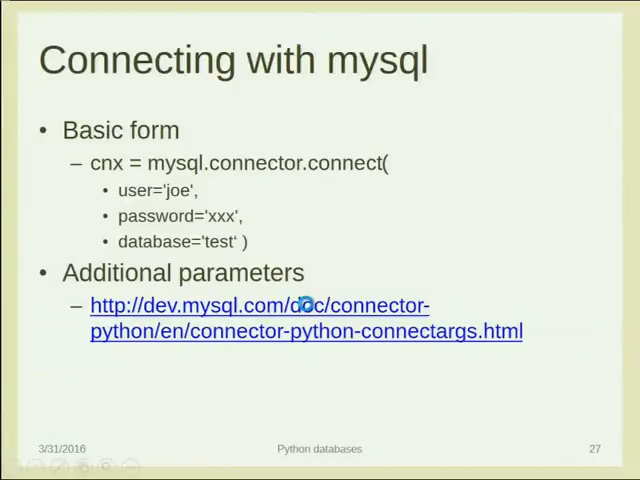 Connecting with mysql
• Basic form
– cnx = mysql.connector.connect(
• user='joe',
• password='xxx',
• database='test‘ )
• Additional parameters
– http://dev.mysql.com/doc/connector-
python/en/connector-python-connectargs.html
3/31/2016 Python databases 27